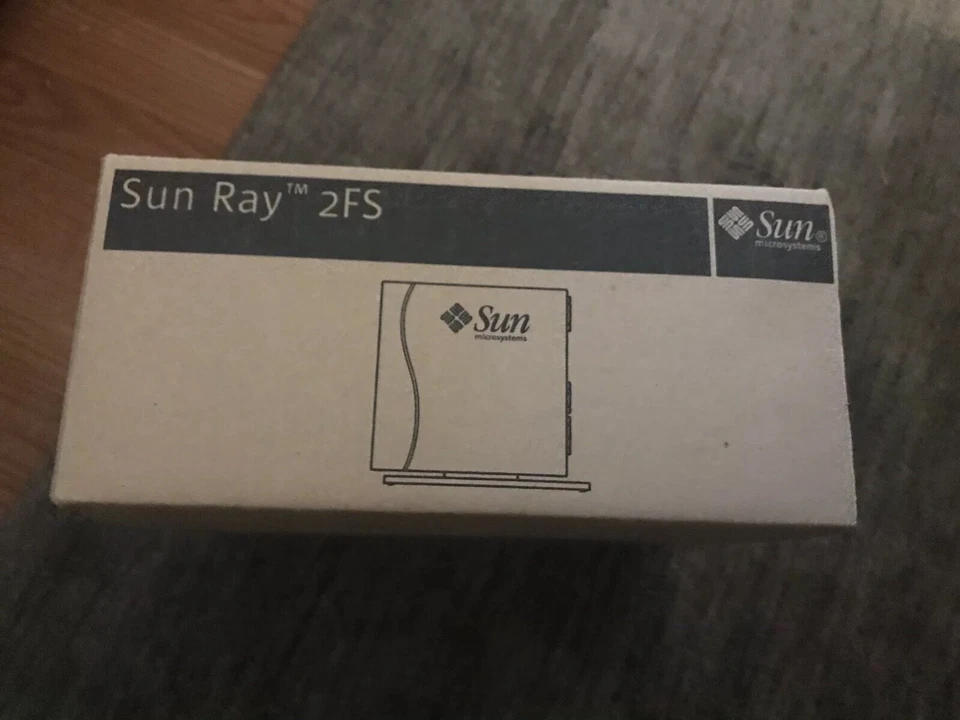 Sun Ray™ 2FS
Sun®
microsystems
Sun
microsystems